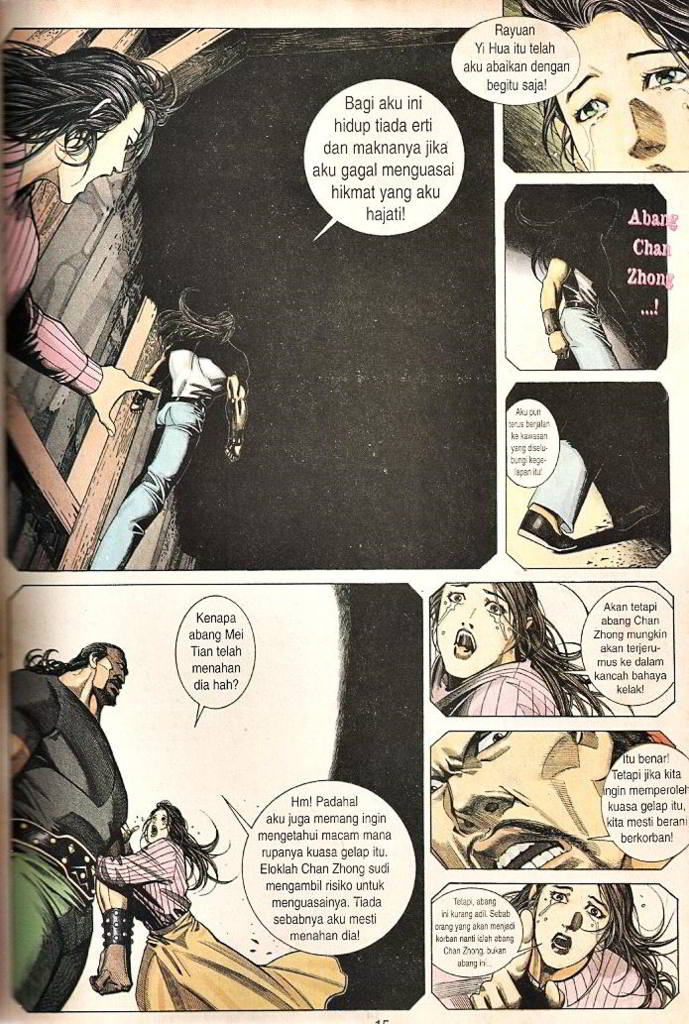 Rayuan
Yi Hua itu telah
aku abaikan dengan
begitu saja!
Bagi aku ini
hidup tiada erti
dan maknanya jika
aku gagal menguasai
hikmat yang aku
hajati!
Abang
Chan
Zhong
...!
Aku pun
terus berjalan
ke kawasan
yang diselu-
bungi kege-
lapan itu!
Kenapa
abang Mei
Tian telah
menahan
dia hah?
Hm! Padahal
aku juga memang ingin
mengetahui macam mana
rupanya kuasa gelap itu.
Eloklah Chan Zhong sudi
mengambil risiko untuk
menguasainya. Tiada
sebabnya aku mesti
menahan dia!
Akan tetapi
abang Chan
Zhong mungkin
akan terjeru-
mus ke dalam
kancah bahaya
kelak!
Itu benar!
Tetapi jika kita
ingin memperoleh
kuasa gelap itu,
kita mesti berani
berkorban!
Tetapi, abang
ini kurang adil. Sebab
orang yang akan menjadi
korban nanti ialah abang
Chan Zhong, bukan
abang ini...
15